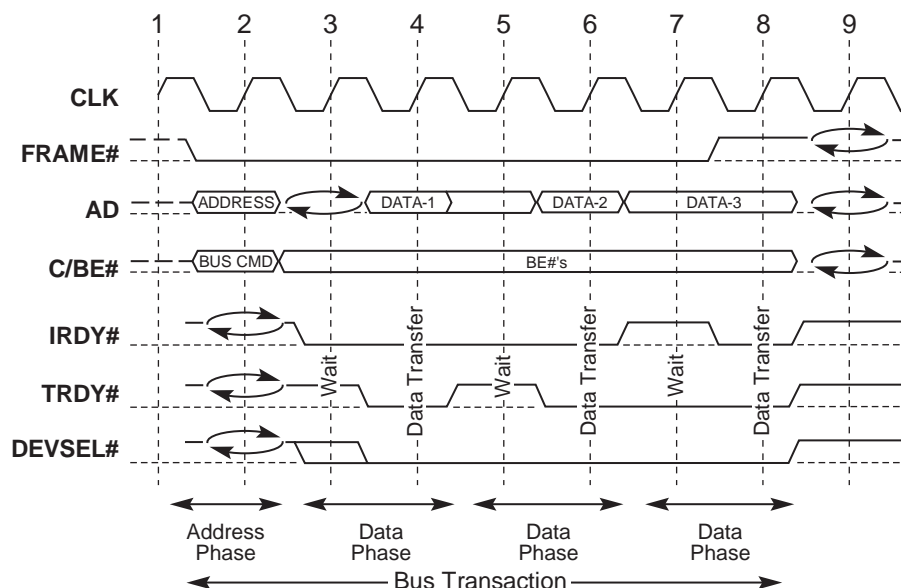 1 2 3 4 5 6 7 8 9
CLK
FRAME#
AD
ADDRESS DATA-1 DATA-2 DATA-3
C/BE#
BUS CMD BE#'s
IRDY#
TRDY#
DEVSEL#
Wait
Data Transfer
Wait
Data Transfer
Wait
Data Transfer
Address
Phase
Data
Phase
Data
Phase
Data
Phase
Bus Transaction